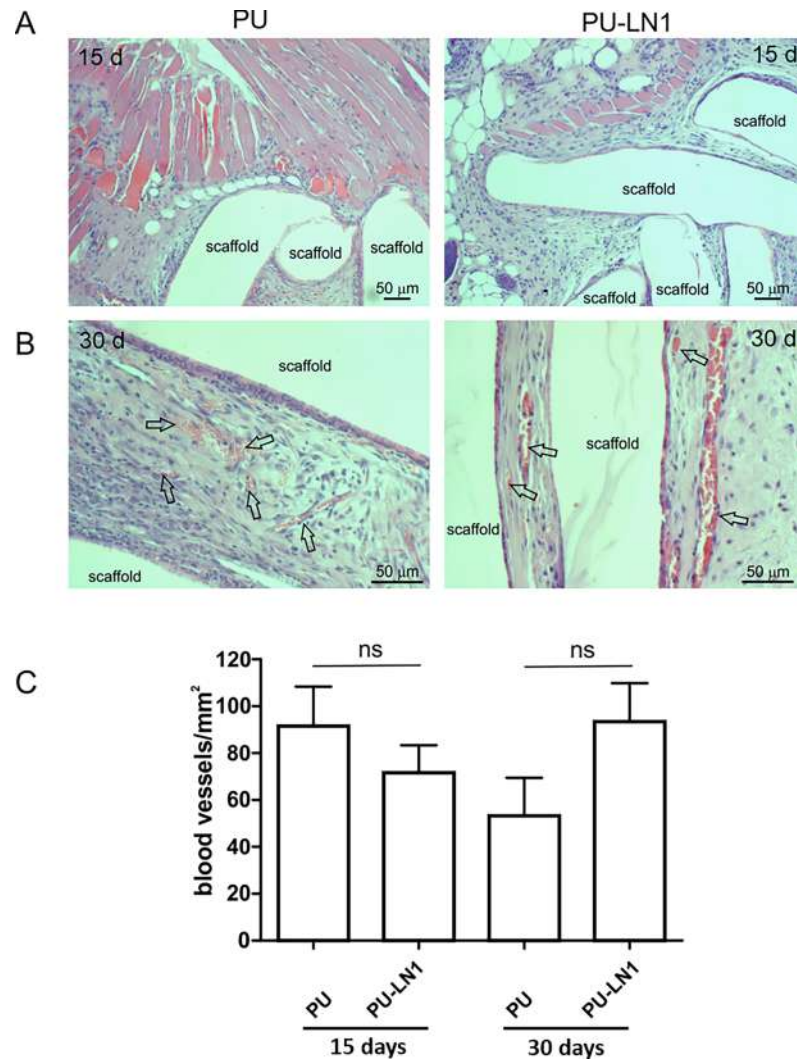 A
PU
PU-LN1
15 d
scaffold
scaffold
scaffold
50 μm
15 d
scaffold
scaffold
scaffold
scaffold
50 μm
B
30 d
scaffold
scaffold
50 μm
30 d
scaffold
scaffold
50 μm
C
ns
ns
blood vessels/mm²
120
100
80
60
40
20
0
PU
PU-LN1
PU
PU-LN1
15 days
30 days